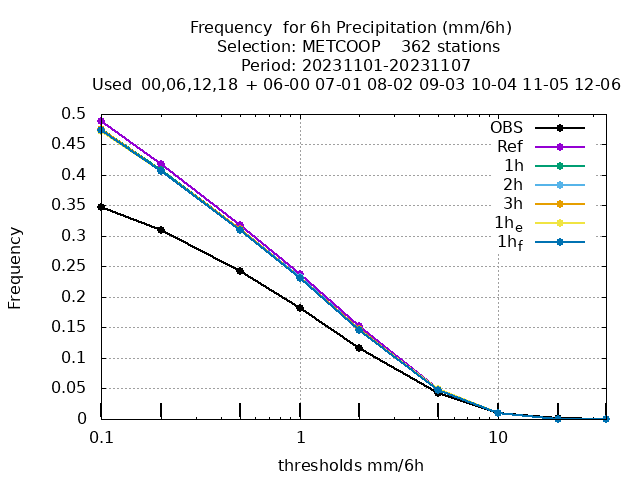 Frequency  for 6h Precipitation (mm/6h)
Selection: METCOOP    362 stations
Period: 20231101-20231107
Used  00,06,12,18  + 06-00 07-01 08-02 09-03 10-04 11-05 12-06
0.5
0.45
0.4
0.35
0.3
0.25
0.2
0.15
0.1
0.05
0
Frequency
OBS
Ref
1h
2h
3h
1he
1hf
0.1
1
10
thresholds mm/6h